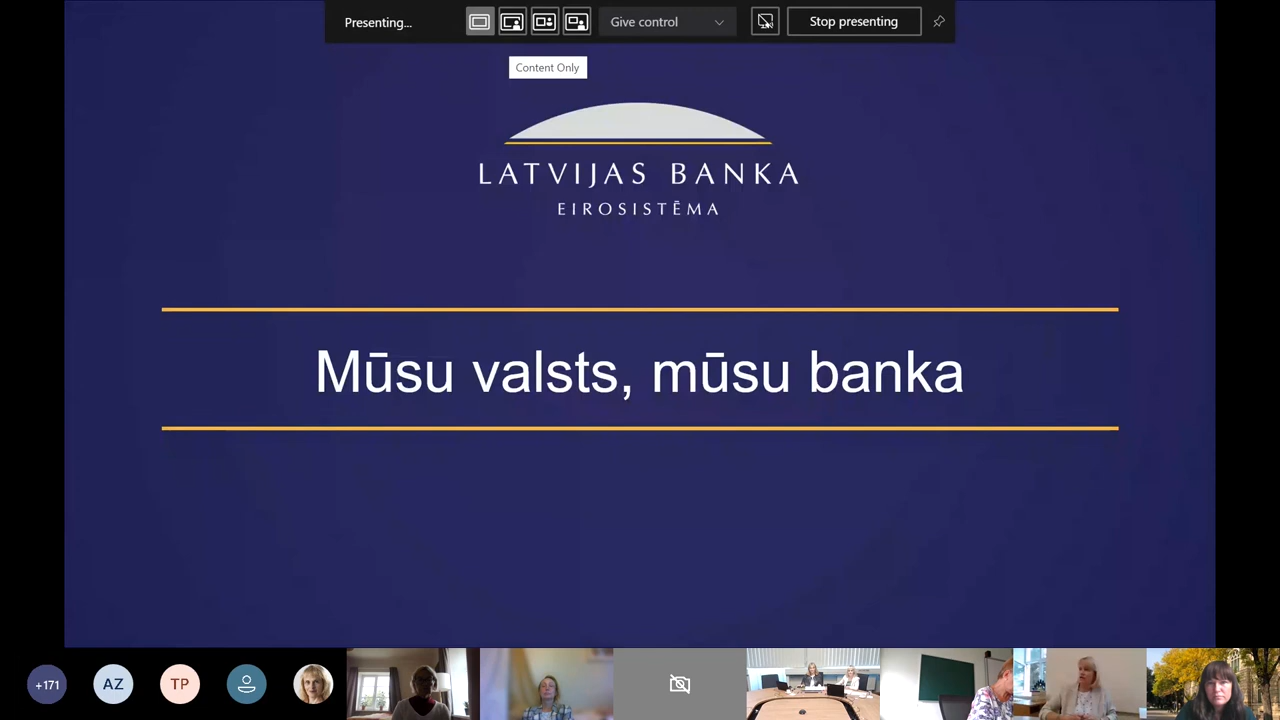 Presenting...
Give control
Stop presenting
Content Only
LATVIJAS BANKA
EIROSISTĒMA
Mūsu valsts, mūsu banka
+171
AZ
TP